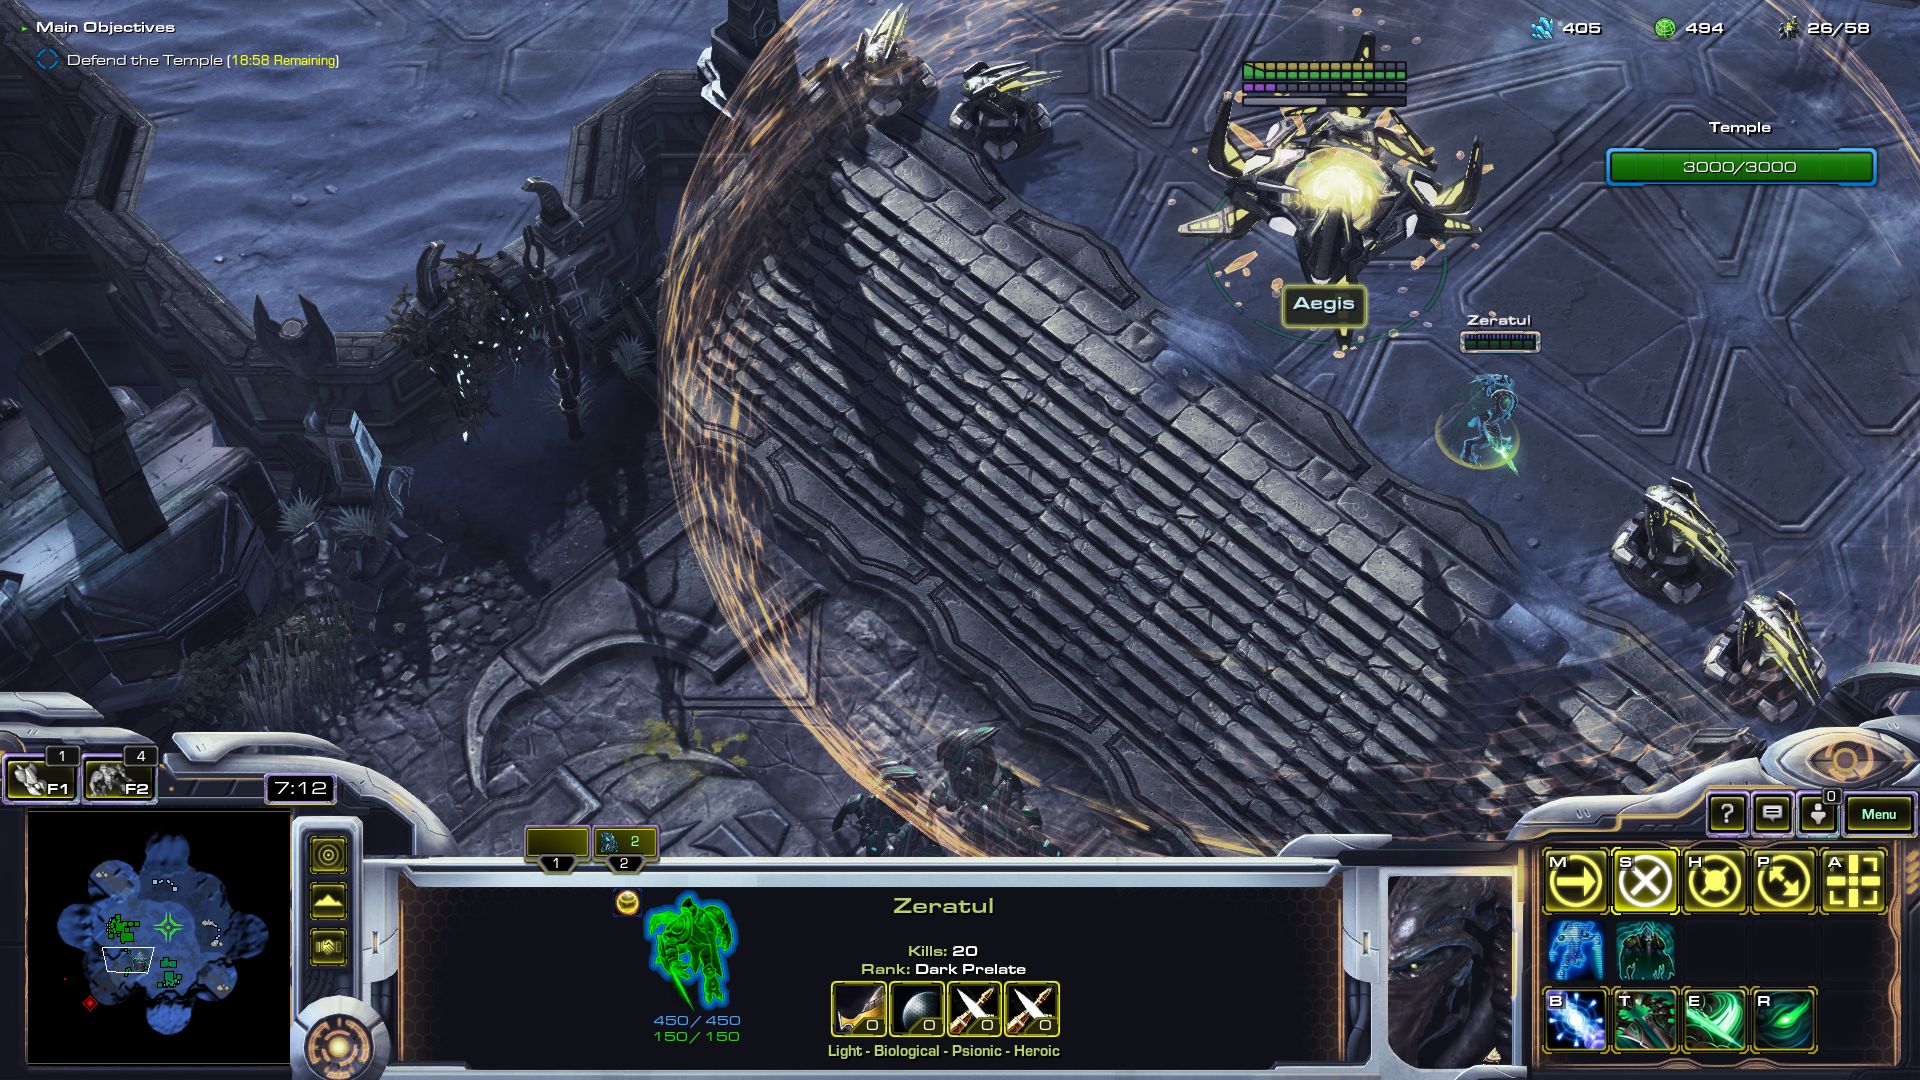 Main Objectives
405
494
26/58
Defend the Temple (18:58 Remaining)
Temple
3000/3000
Aegis
Zeratul
1
4
F1
F2
7:12
0
?
Menu
2
1
2
Zeratul
Kills: 20
Rank: Dark Prelate
0
0
0
0
450/450
150/150
Light - Biological - Psionic - Heroic
M
S
H
P
A
B
T
E
R